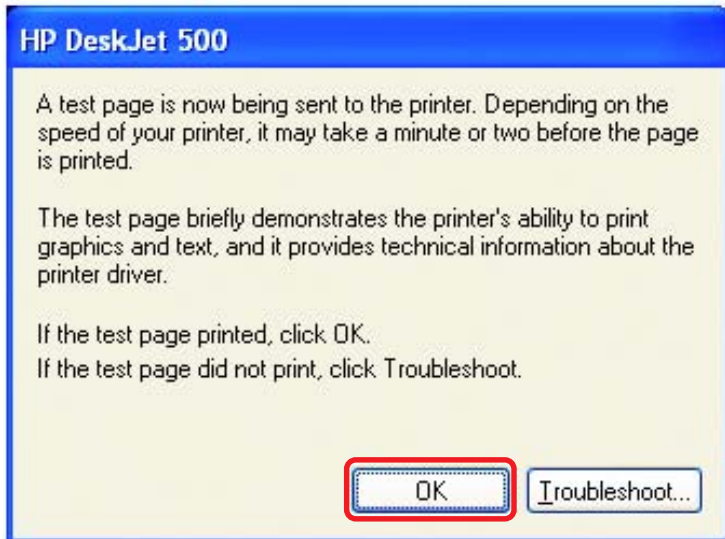 HP DeskJet 500
A test page is now being sent to the printer. Depending on the
speed of your printer, it may take a minute or two before the page
is printed.
The test page briefly demonstrates the printer's ability to print
graphics and text, and it provides technical information about the
printer driver.
If the test page printed, click OK.
If the test page did not print, click Troubleshoot.
OK
Troubleshoot...